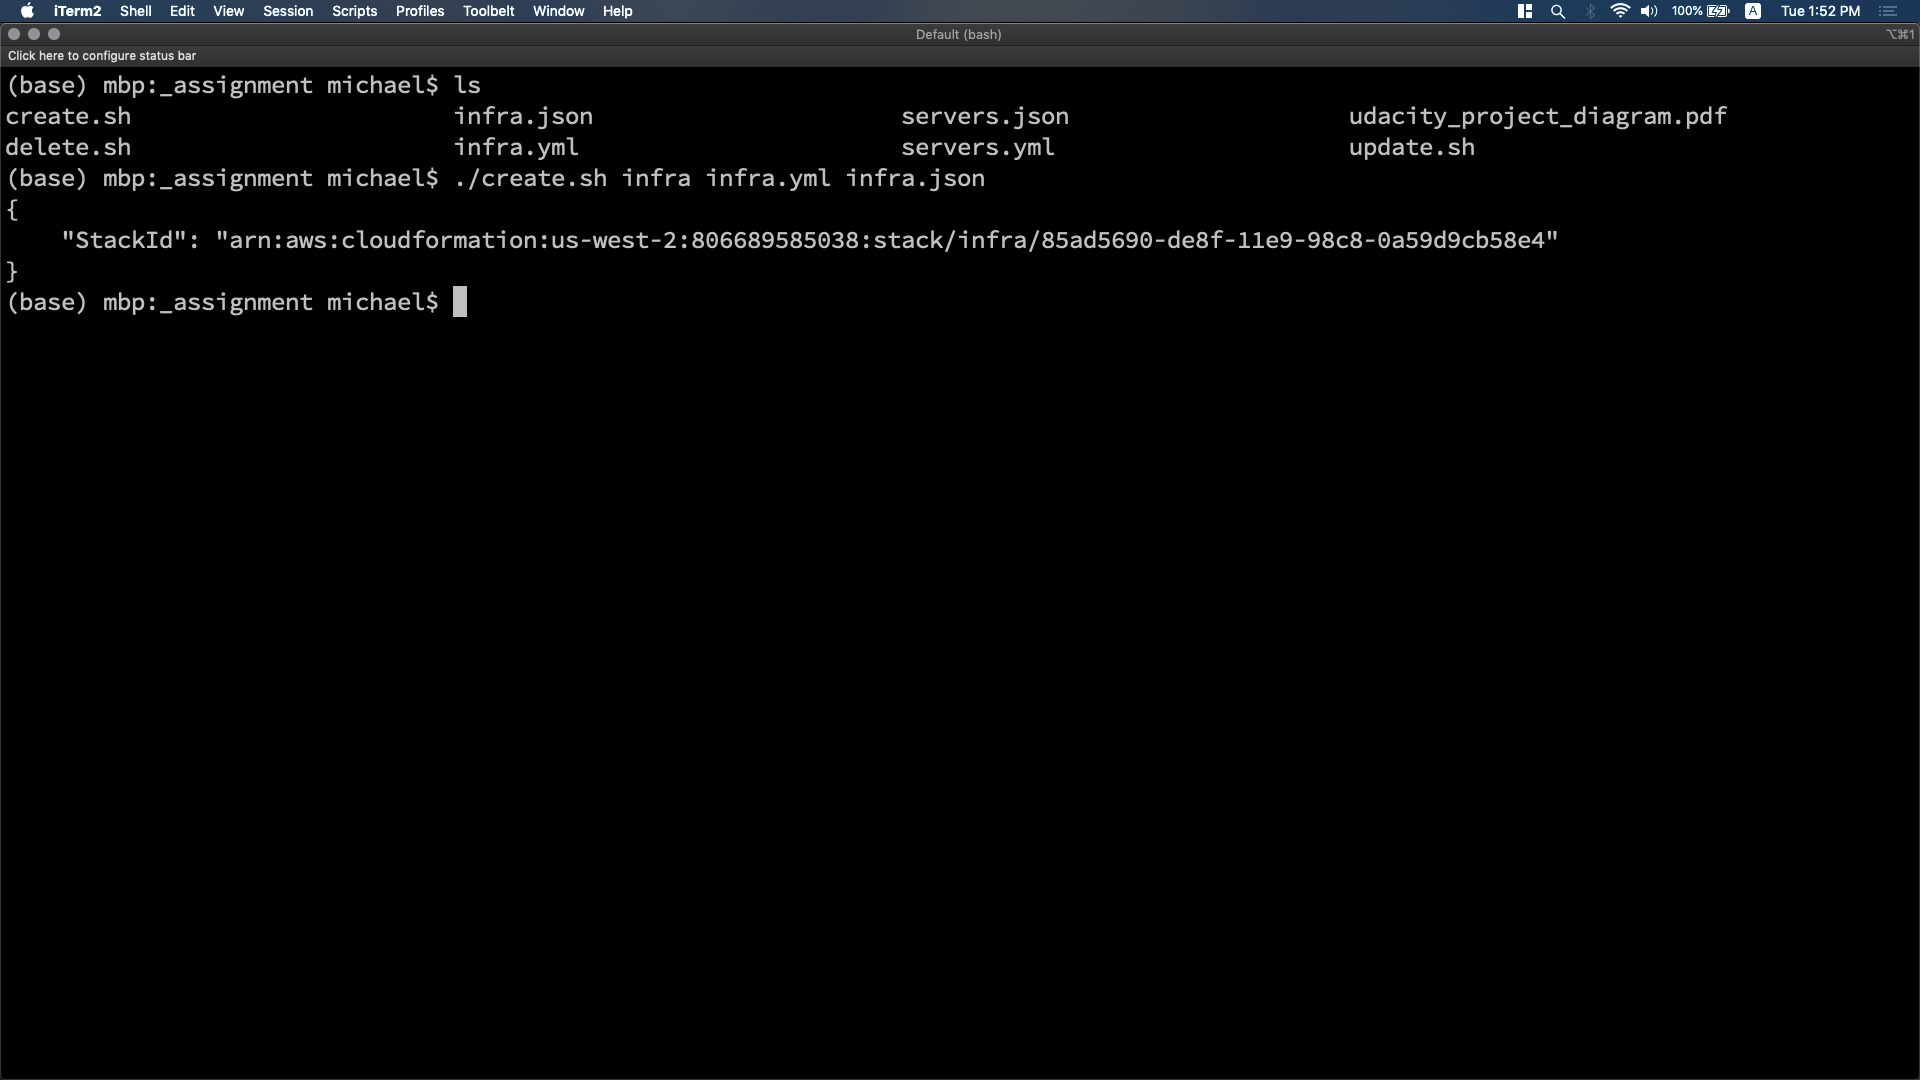 iTerm2 Shell Edit View Session Scripts Profiles Toolbelt Window Help 100% A Tue 1:52 PM
Default (bash) ⌥⌘1
Click here to configure status bar
(base) mbp:_assignment michael$ ls
create.sh infra.json servers.json udacity_project_diagram.pdf
delete.sh infra.yml servers.yml update.sh
(base) mbp:_assignment michael$ ./create.sh infra infra.yml infra.json
{
    "StackId": "arn:aws:cloudformation:us-west-2:806689585038:stack/infra/85ad5690-de8f-11e9-98c8-0a59d9cb58e4"
}
(base) mbp:_assignment michael$